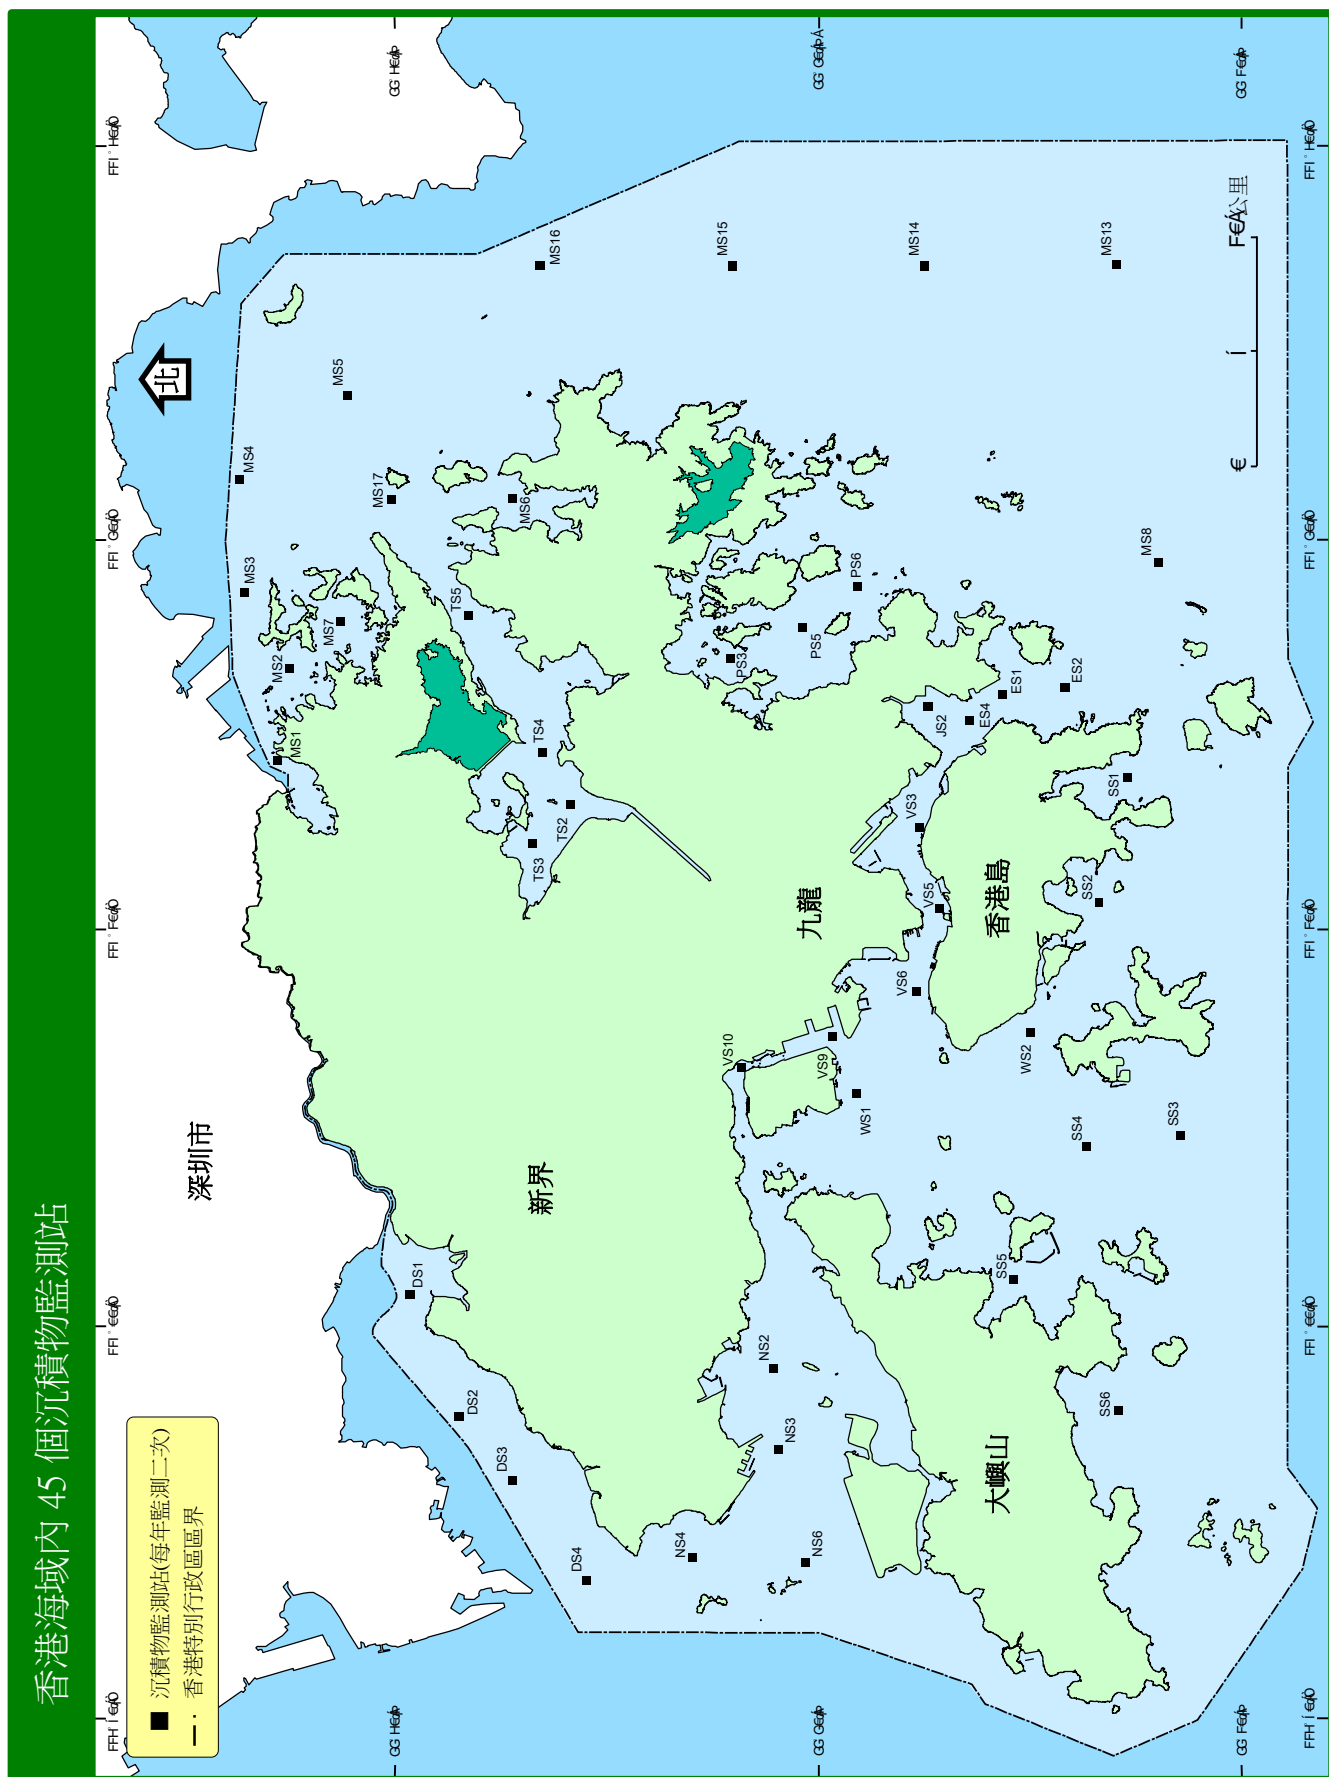 香港海域內 45 個沉積物監測站
沉積物監測站(每年監測二次)
香港特別行政區區界
北
深圳市
新界
九龍
香港島
大嶼山
公里
MS1
MS2
MS3
MS4
MS5
MS7
MS17
MS6
MS16
MS15
MS14
MS13
MS8
TS5
TS4
TS2
TS3
PS3
PS5
PS6
JS2
ES4
ES1
ES2
VS3
VS5
VS6
VS9
VS10
WS1
WS2
SS1
SS2
SS3
SS4
SS5
SS6
DS1
DS2
DS3
DS4
NS2
NS3
NS4
NS6